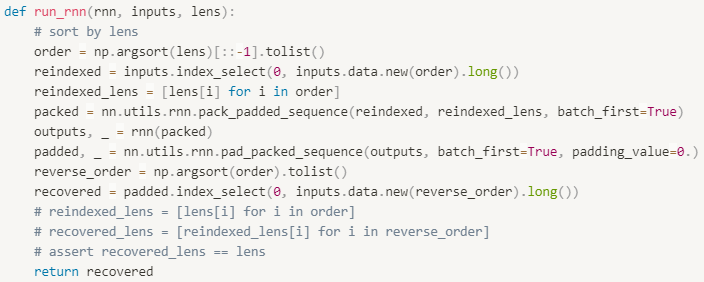 def run_rnn(rnn, inputs, lens):
    # sort by lens
    order = np.argsort(lens)[::-1].tolist()
    reindexed = inputs.index_select(0, inputs.data.new(order).long())
    reindexed_lens = [lens[i] for i in order]
    packed = nn.utils.rnn.pack_padded_sequence(reindexed, reindexed_lens, batch_first=True)
    outputs, _ = rnn(packed)
    padded, _ = nn.utils.rnn.pad_packed_sequence(outputs, batch_first=True, padding_value=0.)
    reverse_order = np.argsort(order).tolist()
    recovered = padded.index_select(0, inputs.data.new(reverse_order).long())
    # reindexed_lens = [lens[i] for i in order]
    # recovered_lens = [reindexed_lens[i] for i in reverse_order]
    # assert recovered_lens == lens
    return recovered